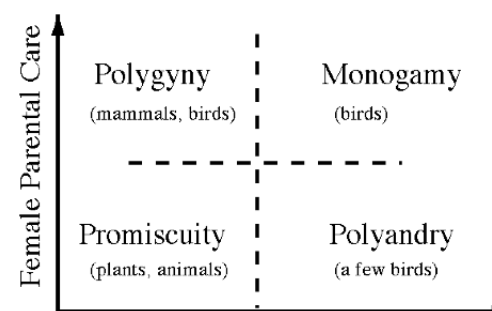 Female Parental Care
Polygyny
(mammals, birds)
Monogamy
(birds)
Promiscuity
(plants, animals)
Polyandry
(a few birds)